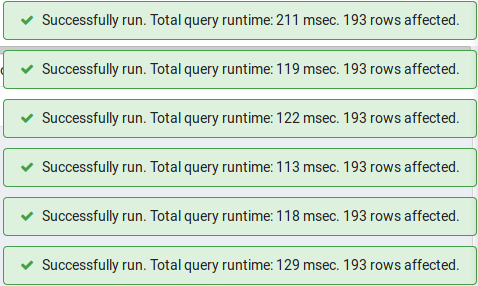 Successfully run. Total query runtime: 211 msec. 193 rows affected.
Successfully run. Total query runtime: 119 msec. 193 rows affected.
Successfully run. Total query runtime: 122 msec. 193 rows affected.
Successfully run. Total query runtime: 113 msec. 193 rows affected.
Successfully run. Total query runtime: 118 msec. 193 rows affected.
Successfully run. Total query runtime: 129 msec. 193 rows affected.